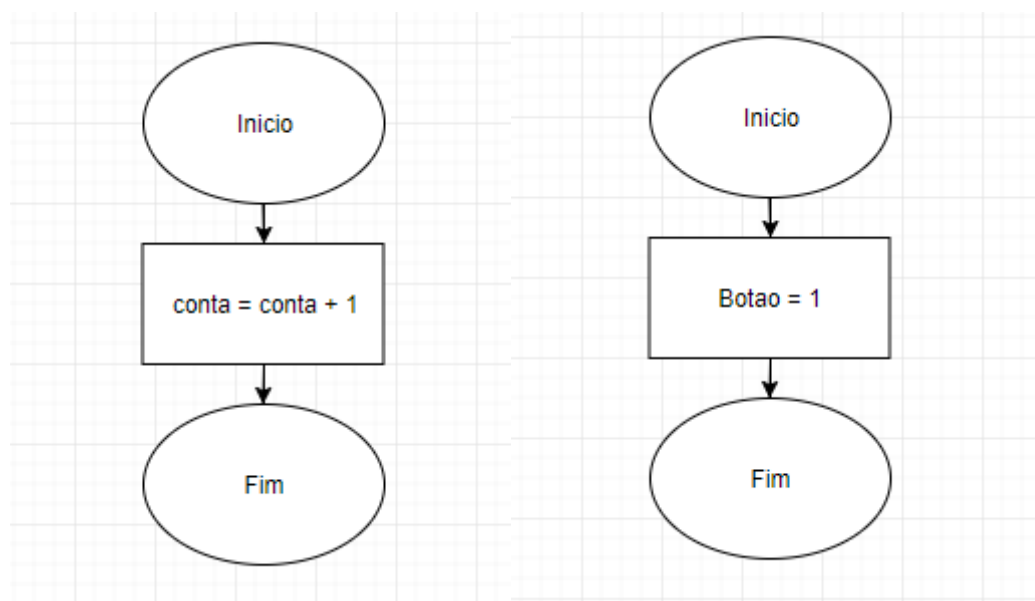 Inicio
conta = conta + 1
Fim
Inicio
Botao = 1
Fim